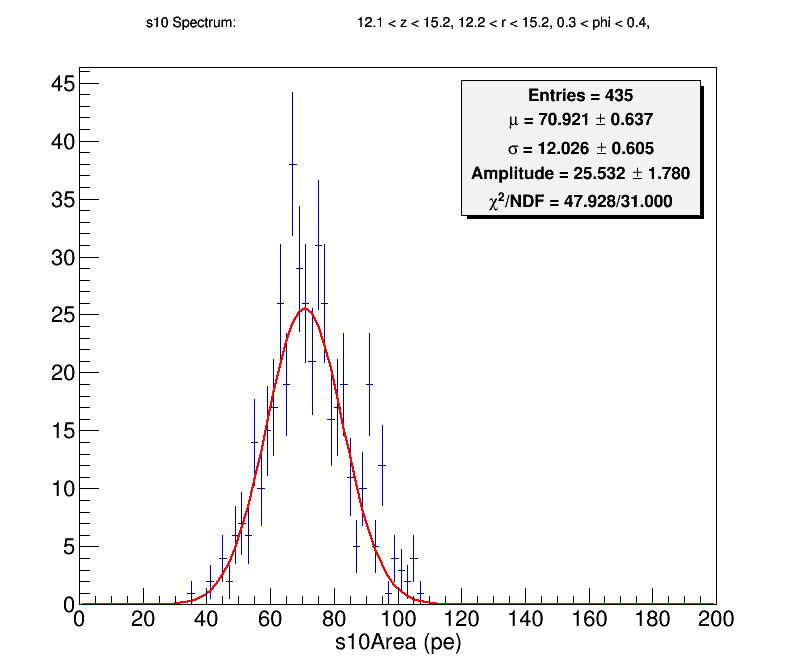 s10 Spectrum: 12.1 < z < 15.2, 12.2 < r < 15.2, 0.3 < phi < 0.4,
Entries = 435
μ = 70.921 ± 0.637
σ = 12.026 ± 0.605
Amplitude = 25.532 ± 1.780
χ²/NDF = 47.928/31.000
45
40
35
30
25
20
15
10
5
0
0 20 40 60 80 100 120 140 160 180 200
s10Area (pe)